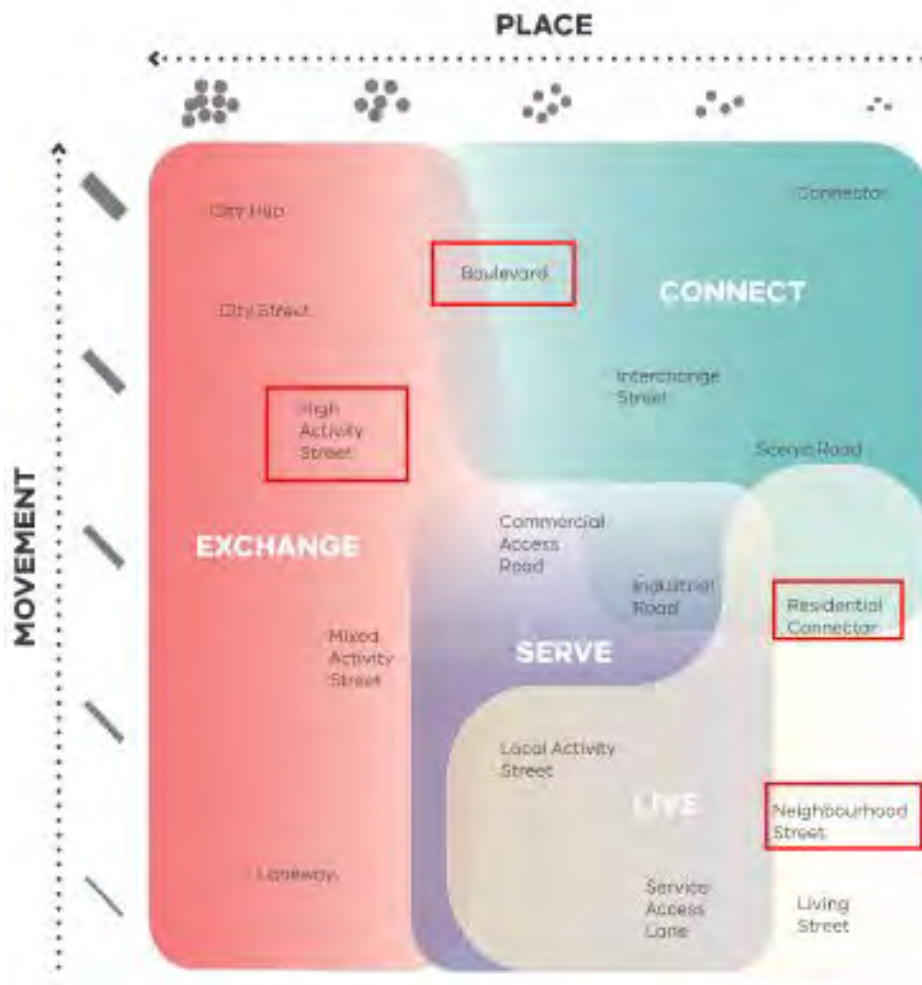 PLACE
City Hub
Connector
Boulevard
CONNECT
City Street
Interchange
Street
High
Activity
Street
Scenic Road
MOVEMENT
EXCHANGE
Commercial
Access
Road
Industrial
Road
Residential
Connector
Mixed
Activity
Street
SERVE
Local Activity
Street
LIVE
Neighbourhood
Street
Laneway
Service
Access
Lane
Living
Street